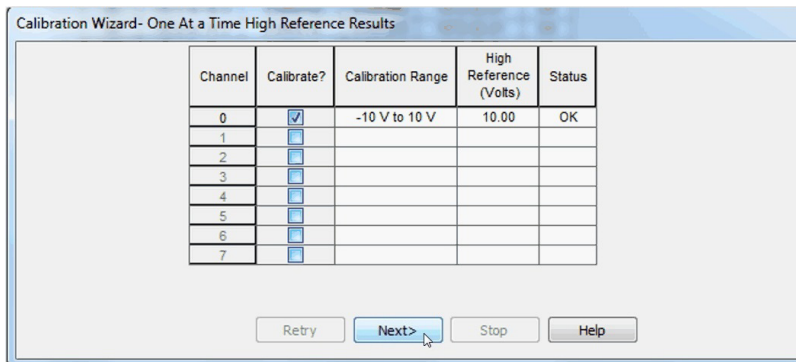 Calibration Wizard- One At a Time High Reference Results
Channel Calibrate? Calibration Range High Reference (Volts) Status
0 -10 V to 10 V 10.00 OK
1
2
3
4
5
6
7
Retry Next> Stop Help